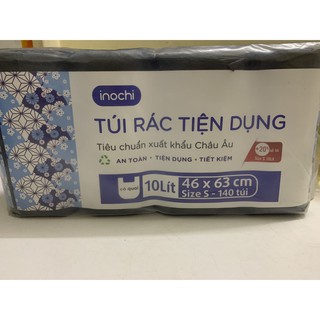 inochi
TÚI RÁC TIỆN DỤNG
Tiêu chuẩn xuất khẩu Châu Âu
AN TOÀN - TIỆN DỤNG - TIẾT KIỆM
10Lít
46 x 63 cm
Size S - 140 túi